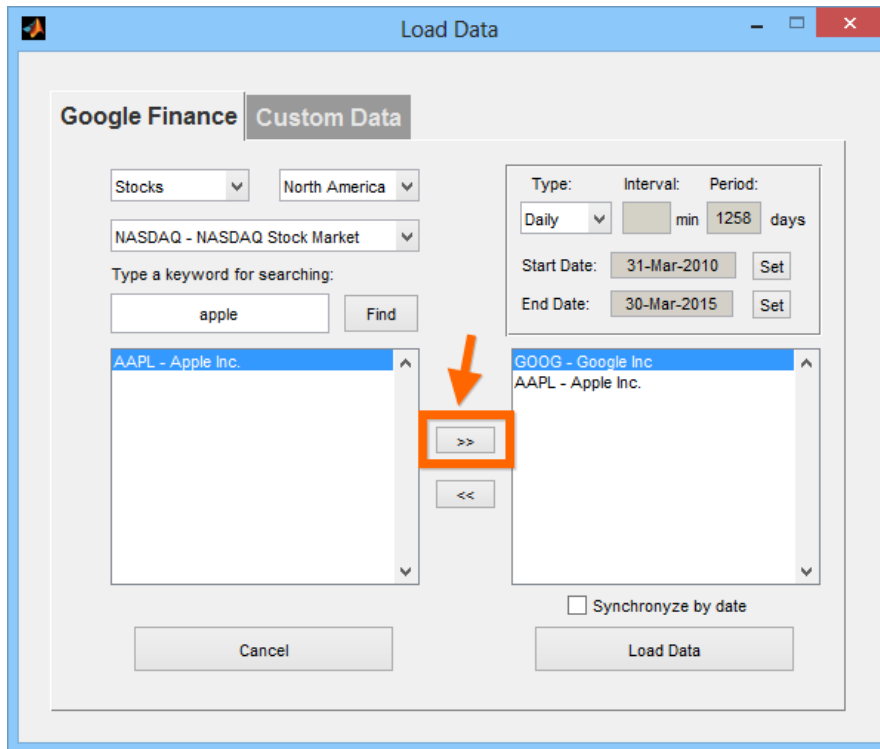 Load Data
Google Finance
Custom Data
Stocks
North America
NASDAQ - NASDAQ Stock Market
Type a keyword for searching:
apple
Find
AAPL - Apple Inc.
Cancel
>>
<<
Type: Interval: Period:
Daily min 1258 days
Start Date: 31-Mar-2010 Set
End Date: 30-Mar-2015 Set
GOOG - Google Inc
AAPL - Apple Inc.
Synchronyze by date
Load Data